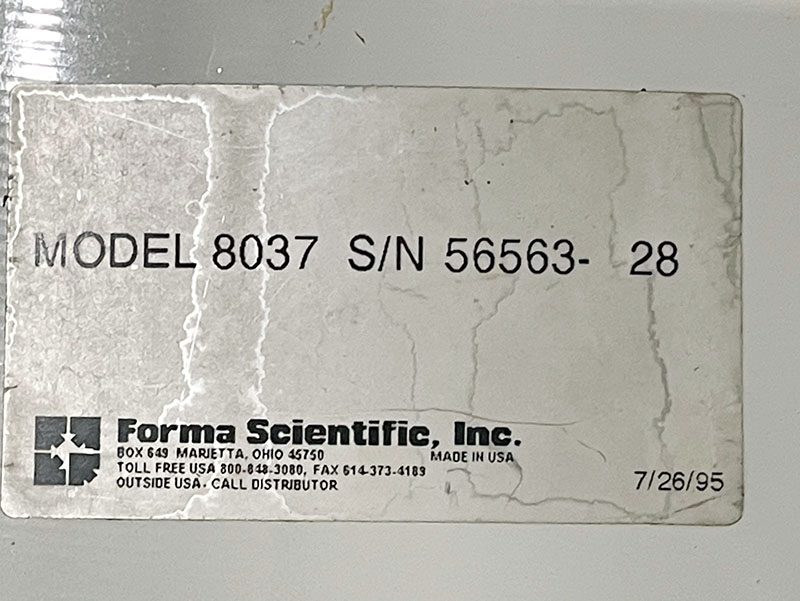 MODEL 8037 S/N 56563- 28
Forma Scientific, Inc.
BOX 649 MARIETTA, OHIO 45750 MADE IN USA
TOLL FREE USA 800-848-3080, FAX 614-373-4189
OUTSIDE USA. CALL DISTRIBUTOR
7/26/95